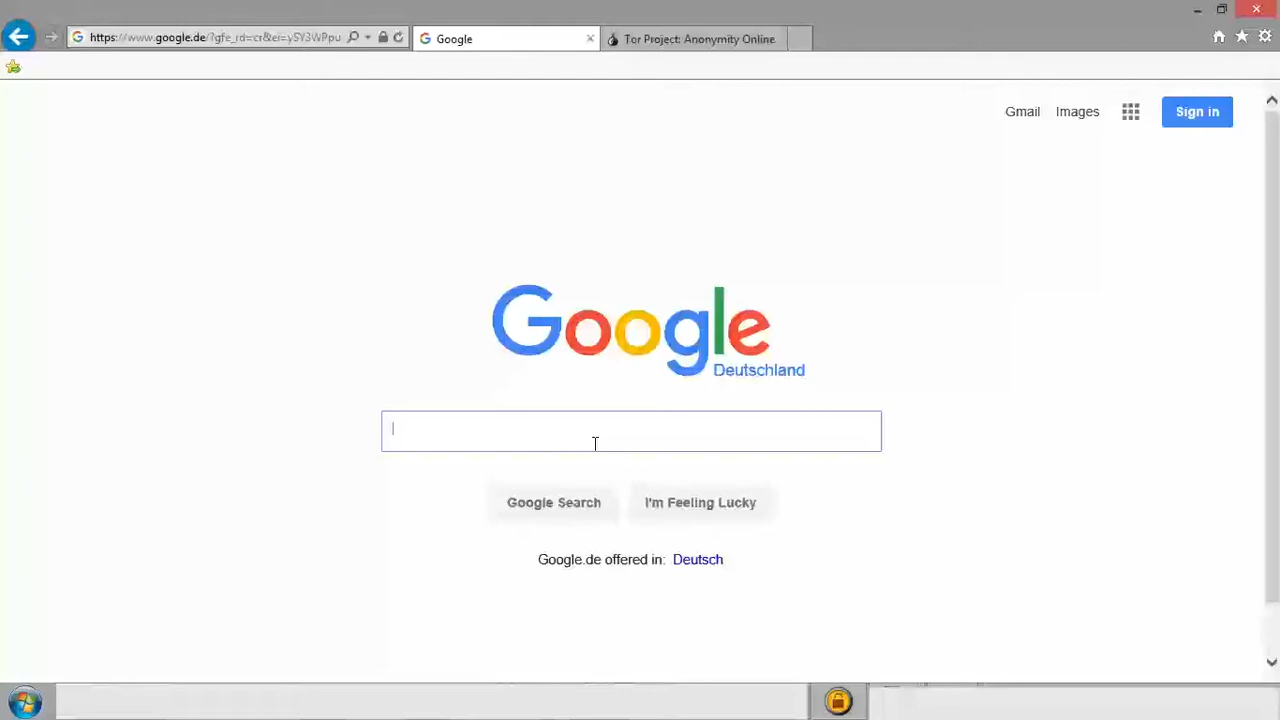 https://www.google.de/?gfe_rd=cr&ei=y5Y3WPpu
Google
Tor Project: Anonymity Online
Gmail Images Sign in
Google
Deutschland
Google Search I'm Feeling Lucky
Google.de offered in: Deutsch